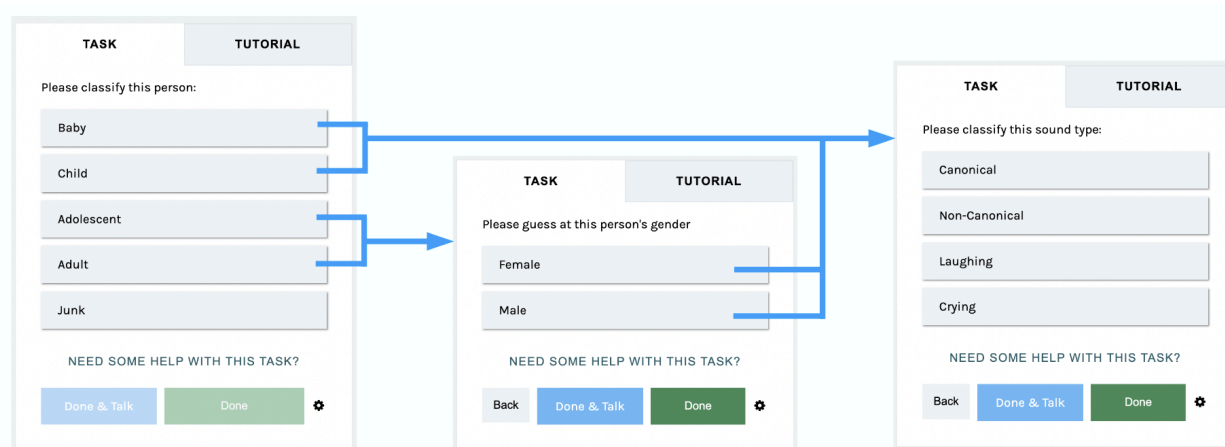 TASK TUTORIAL
Please classify this person:
Baby
Child
Adolescent
Adult
Junk
NEED SOME HELP WITH THIS TASK?
Done & Talk Done
TASK TUTORIAL
Please guess at this person's gender
Female
Male
NEED SOME HELP WITH THIS TASK?
Back Done & Talk Done
TASK TUTORIAL
Please classify this sound type:
Canonical
Non-Canonical
Laughing
Crying
NEED SOME HELP WITH THIS TASK?
Back Done & Talk Done